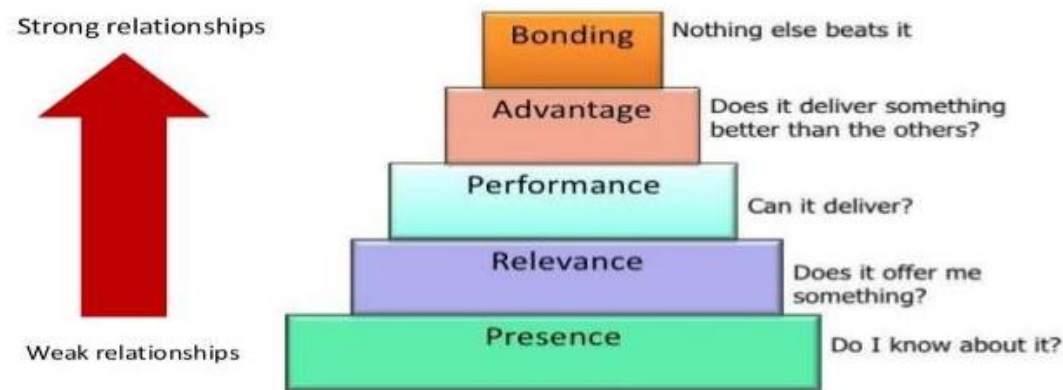 Strong relationships
Bonding
Nothing else beats it
Advantage
Does it deliver something
better than the others?
Performance
Can it deliver?
Relevance
Does it offer me
something?
Presence
Do I know about it?
Weak relationships